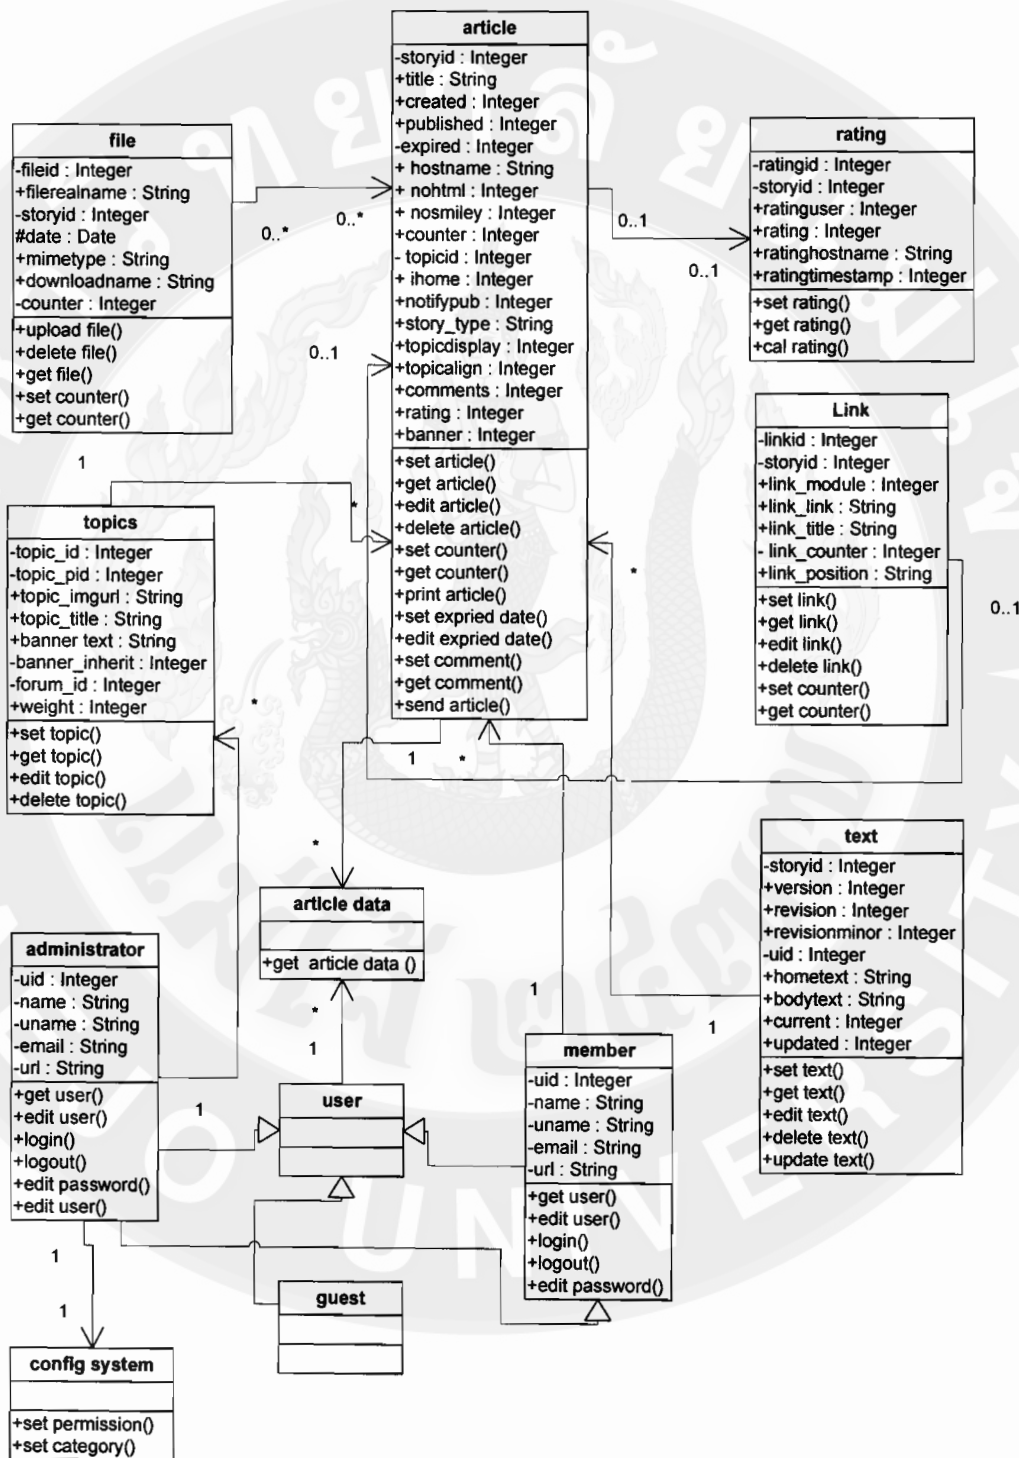 article
-storyid : Integer
+title : String
+created : Integer
+published : Integer
-expired : Integer
+ hostname : String
+ nohtml : Integer
+ nosmiley : Integer
+counter : Integer
- topicid : Integer
+ ihome : Integer
+notifypub : Integer
+story_type : String
+topicdisplay : Integer
+topicalign : Integer
+comments : Integer
+rating : Integer
+banner : Integer
+set article()
+get article()
+edit article()
+delete article()
+set counter()
+get counter()
+print article()
+set expried date()
+edit expried date()
+set comment()
+get comment()
+send article()
file
-fileid : Integer
+filerealname : String
-storyid : Integer
#date : Date
+mimetype : String
+downloadname : String
-counter : Integer
+upload file()
+delete file()
+get file()
+set counter()
+get counter()
0..*
0..*
rating
-ratingid : Integer
-storyid : Integer
+ratinguser : Integer
+rating : Integer
+ratinghostname : String
+ratingtimestamp : Integer
+set rating()
+get rating()
+cal rating()
0..1
0..1
0..1
Link
-linkid : Integer
-storyid : Integer
+link_module : Integer
+link_link : String
+link_title : String
- link_counter : Integer
+link_position : String
+set link()
+get link()
+edit link()
+delete link()
+set counter()
+get counter()
0..1
1
*
topics
-topic_id : Integer
-topic_pid : Integer
+topic_imgurl : String
+topic_title : String
+banner text : String
-banner_inherit : Integer
-forum_id : Integer
+weight : Integer
+set topic()
+get topic()
+edit topic()
+delete topic()
*
*
1
*
*
article data
+get article data ()
*
1
text
-storyid : Integer
+version : Integer
+revision : Integer
+revisionminor : Integer
-uid : Integer
+hometext : String
+bodytext : String
+current : Integer
+updated : Integer
+set text()
+get text()
+edit text()
+delete text()
+update text()
1
1
administrator
-uid : Integer
-name : String
-uname : String
-email : String
-url : String
+get user()
+edit user()
+login()
+logout()
+edit password()
+edit user()
1
user
member
-uid : Integer
-name : String
-uname : String
-email : String
-url : String
+get user()
+edit user()
+login()
+logout()
+edit password()
guest
1
1
config system
+set permission()
+set category()
UNIVERSITY